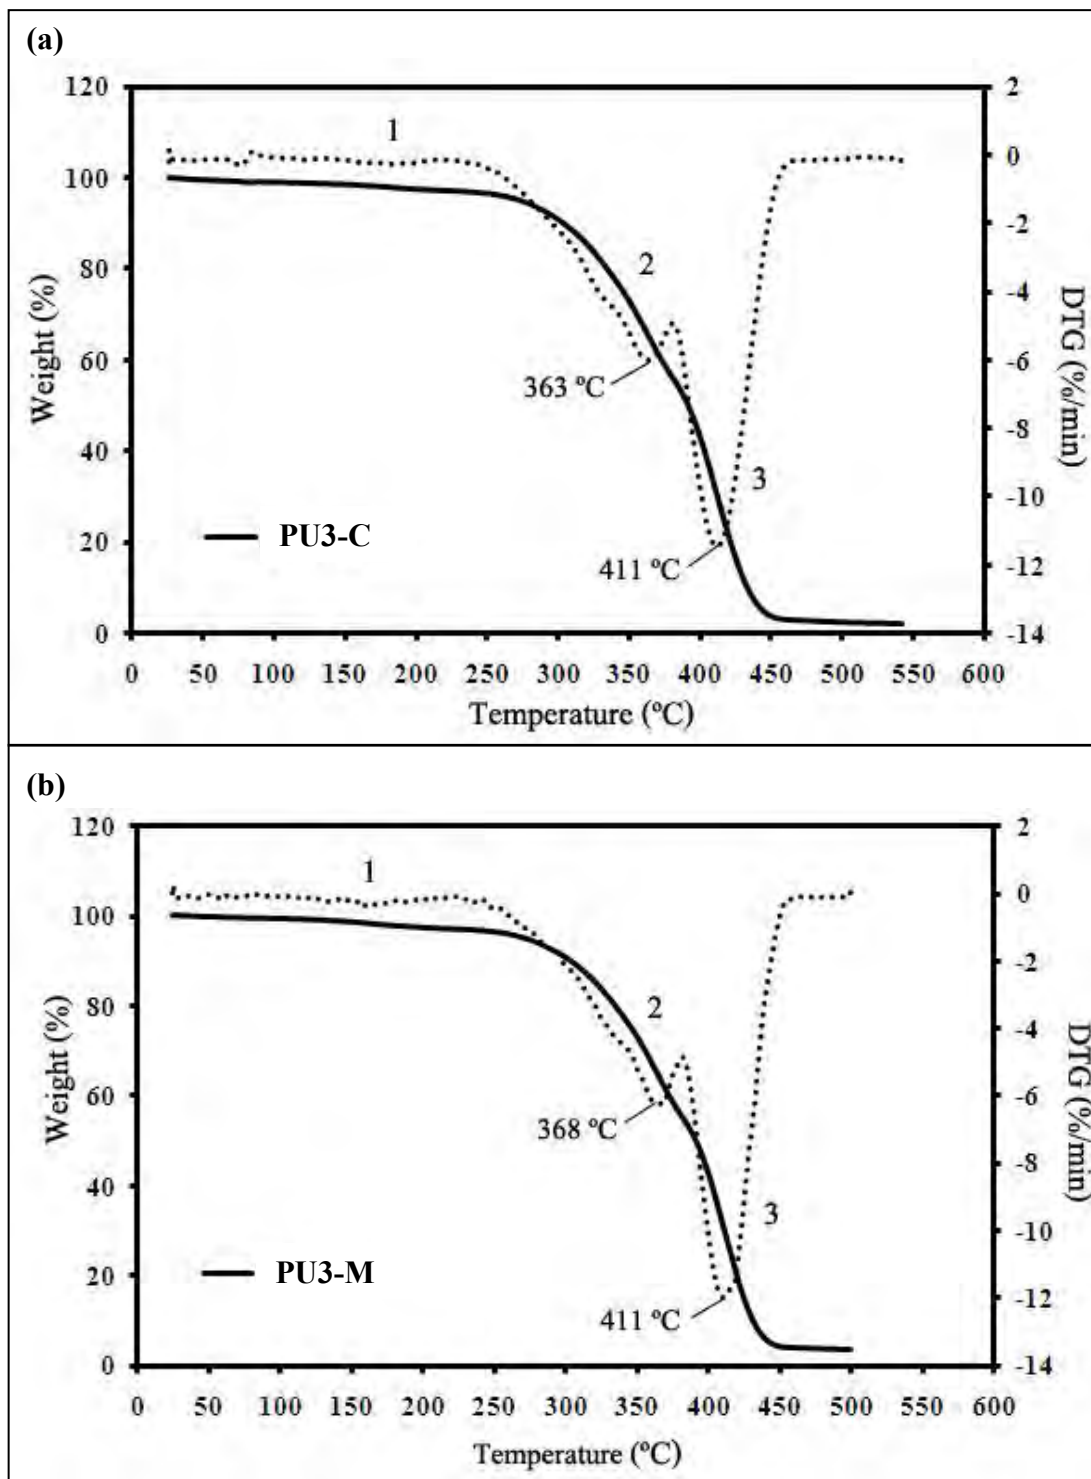 (a)
120
100
80
60
40
20
0
Weight (%)
2
0
-2
-4
-6
-8
-10
-12
-14
DTG (%/min)
1
2
3
363 ºC
411 ºC
PU3-C
0 50 100 150 200 250 300 350 400 450 500 550 600
Temperature (ºC)
(b)
120
100
80
60
40
20
0
Weight (%)
2
0
-2
-4
-6
-8
-10
-12
-14
DTG (%/min)
1
2
3
368 ºC
411 ºC
PU3-M
0 50 100 150 200 250 300 350 400 450 500 550 600
Temperature (ºC)